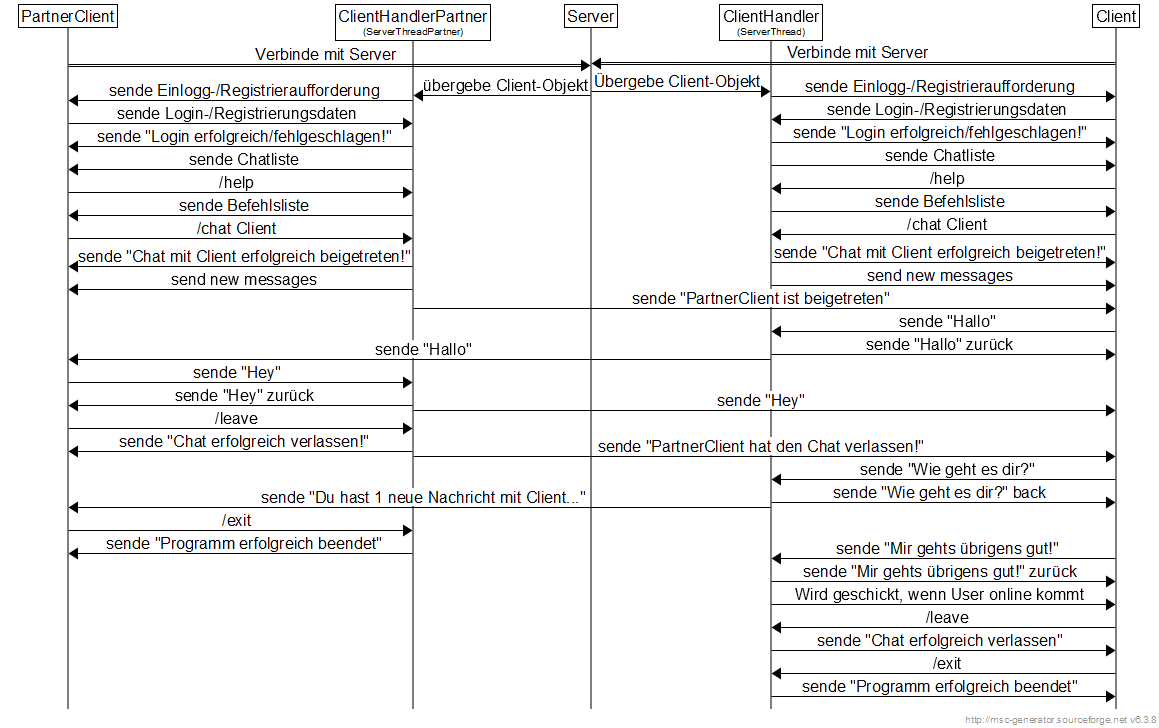 PartnerClient
ClientHandlerPartner
(ServerThreadPartner)
Server
ClientHandler
(ServerThread)
Client
Verbinde mit Server
Verbinde mit Server
übergebe Client-Objekt
Übergebe Client-Objekt
sende Einlogg-/Registrieraufforderung
sende Einlogg-/Registrieraufforderung
sende Login-/Registrierungsdaten
sende Login-/Registrierungsdaten
sende "Login erfolgreich/fehlgeschlagen!"
sende "Login erfolgreich/fehlgeschlagen!"
sende Chatliste
sende Chatliste
/help
/help
sende Befehlsliste
sende Befehlsliste
/chat Client
/chat Client
sende "Chat mit Client erfolgreich beigetreten!"
sende "Chat mit Client erfolgreich beigetreten!"
send new messages
send new messages
sende "PartnerClient ist beigetreten"
sende "Hallo"
sende "Hallo" zurück
sende "Hallo"
sende "Hey"
sende "Hey" zurück
sende "Hey"
/leave
sende "Chat erfolgreich verlassen!"
sende "PartnerClient hat den Chat verlassen!"
sende "Wie geht es dir?"
sende "Wie geht es dir?" back
sende "Du hast 1 neue Nachricht mit Client..."
/exit
sende "Programm erfolgreich beendet"
sende "Mir gehts übrigens gut!"
sende "Mir gehts übrigens gut!" zurück
Wird geschickt, wenn User online kommt
/leave
sende "Chat erfolgreich verlassen"
/exit
sende "Programm erfolgreich beendet"
http://msc-generator.sourceforge.net v6.3.8